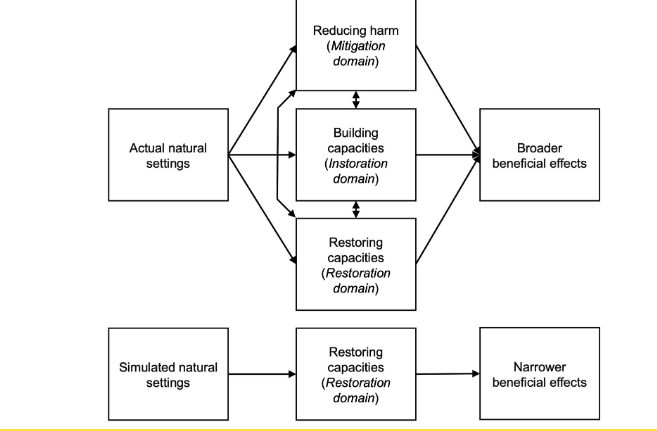 Reducing harm
(Mitigation
domain)
Actual natural
settings
Building
capacities
(Instoration
domain)
Broader
beneficial effects
Restoring
capacities
(Restoration
domain)
Simulated natural
settings
Restoring
capacities
(Restoration
domain)
Narrower
beneficial effects